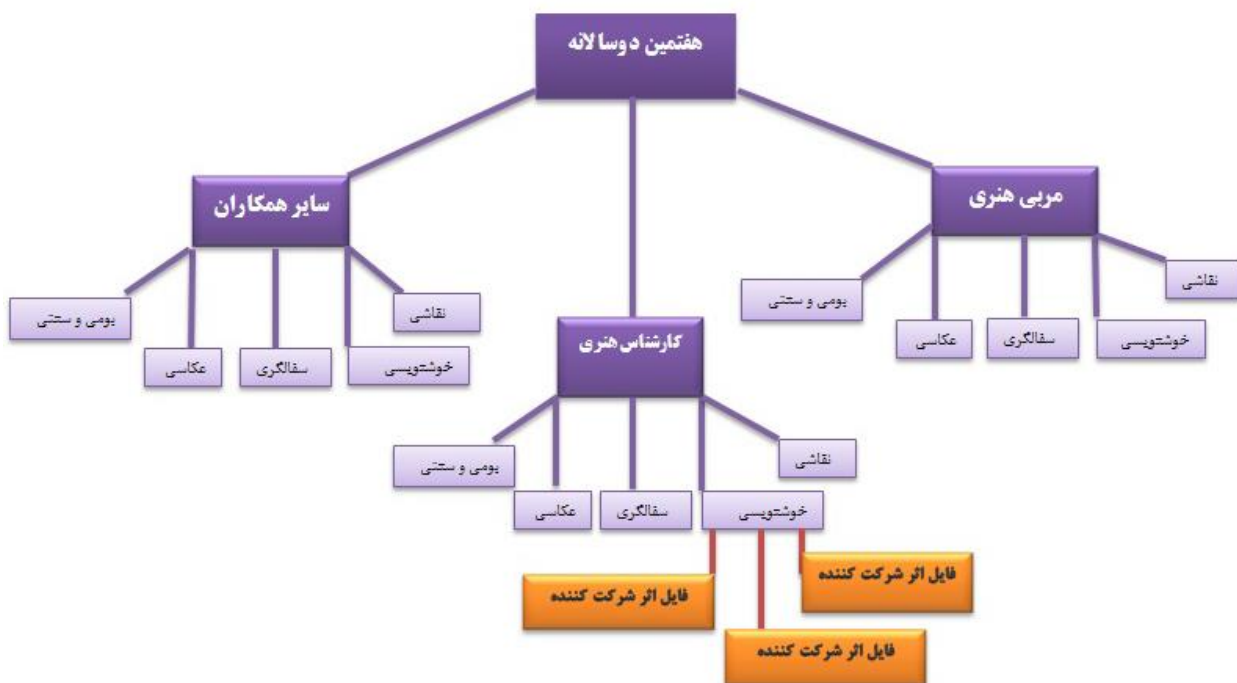 هفتمین دوسالانه
مربی هنری
نقاشی
خوشنویسی
سفالگری
عکاسی
بومی و سنتی
کارشناس هنری
نقاشی
خوشنویسی
سفالگری
عکاسی
بومی و سنتی
فایل اثر شرکت کننده
فایل اثر شرکت کننده
فایل اثر شرکت کننده
سایر همکاران
نقاشی
خوشنویسی
سفالگری
عکاسی
بومی و سنتی